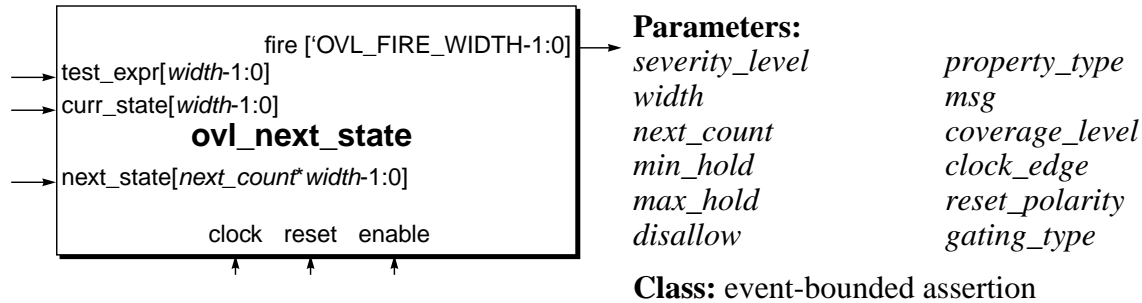 fire [‘OVL_FIRE_WIDTH-1:0]
test_expr[width-1:0]
curr_state[width-1:0]
ovl_next_state
next_state[next_count*width-1:0]
clock reset enable
Parameters:
severity_level property_type
width msg
next_count coverage_level
min_hold clock_edge
max_hold reset_polarity
disallow gating_type
Class: event-bounded assertion